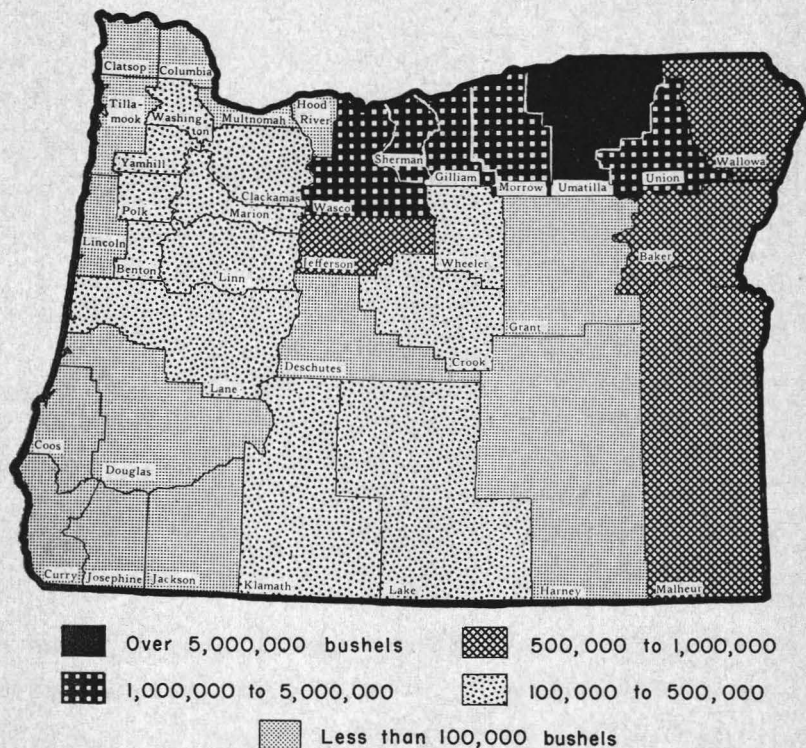 Clatsop
Columbia
Tilla-
mook
Washing
ton
Multnomah
Hood
River
Yamhill
Clackamas
Sherman
Gilliam
Morrow
Umatilla
Union
Wallowa
Polk
Marion
Wasco
Lincoln
Benton
Linn
Jefferson
Wheeler
Baker
Grant
Crook
Deschutes
Lane
Coos
Douglas
Curry
Josephine
Jackson
Klamath
Lake
Harney
Malheur
Over 5,000,000 bushels
500,000 to 1,000,000
1,000,000 to 5,000,000
100,000 to 500,000
Less than 100,000 bushels